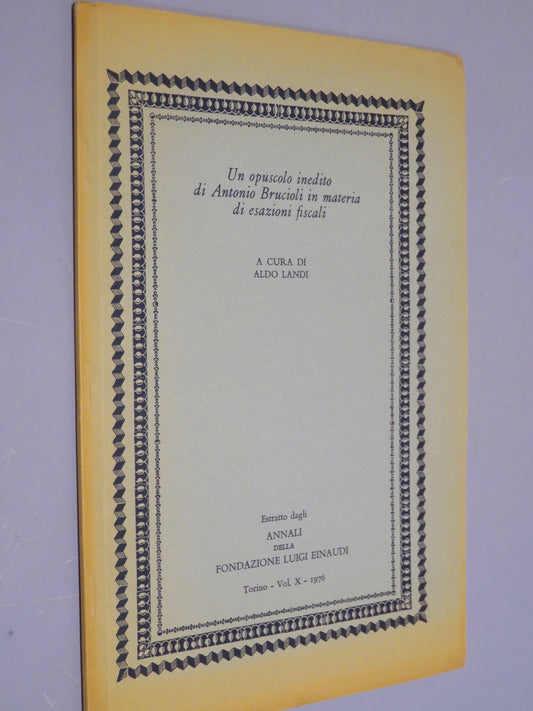 Un opuscolo inedito
di Antonio Brucioli in materia
di esazioni fiscali
A CURA DI
ALDO LANDI
Estratto dagli
ANNALI
DELLA
FONDAZIONE LUIGI EINAUDI
Torino - Vol. X - 1976